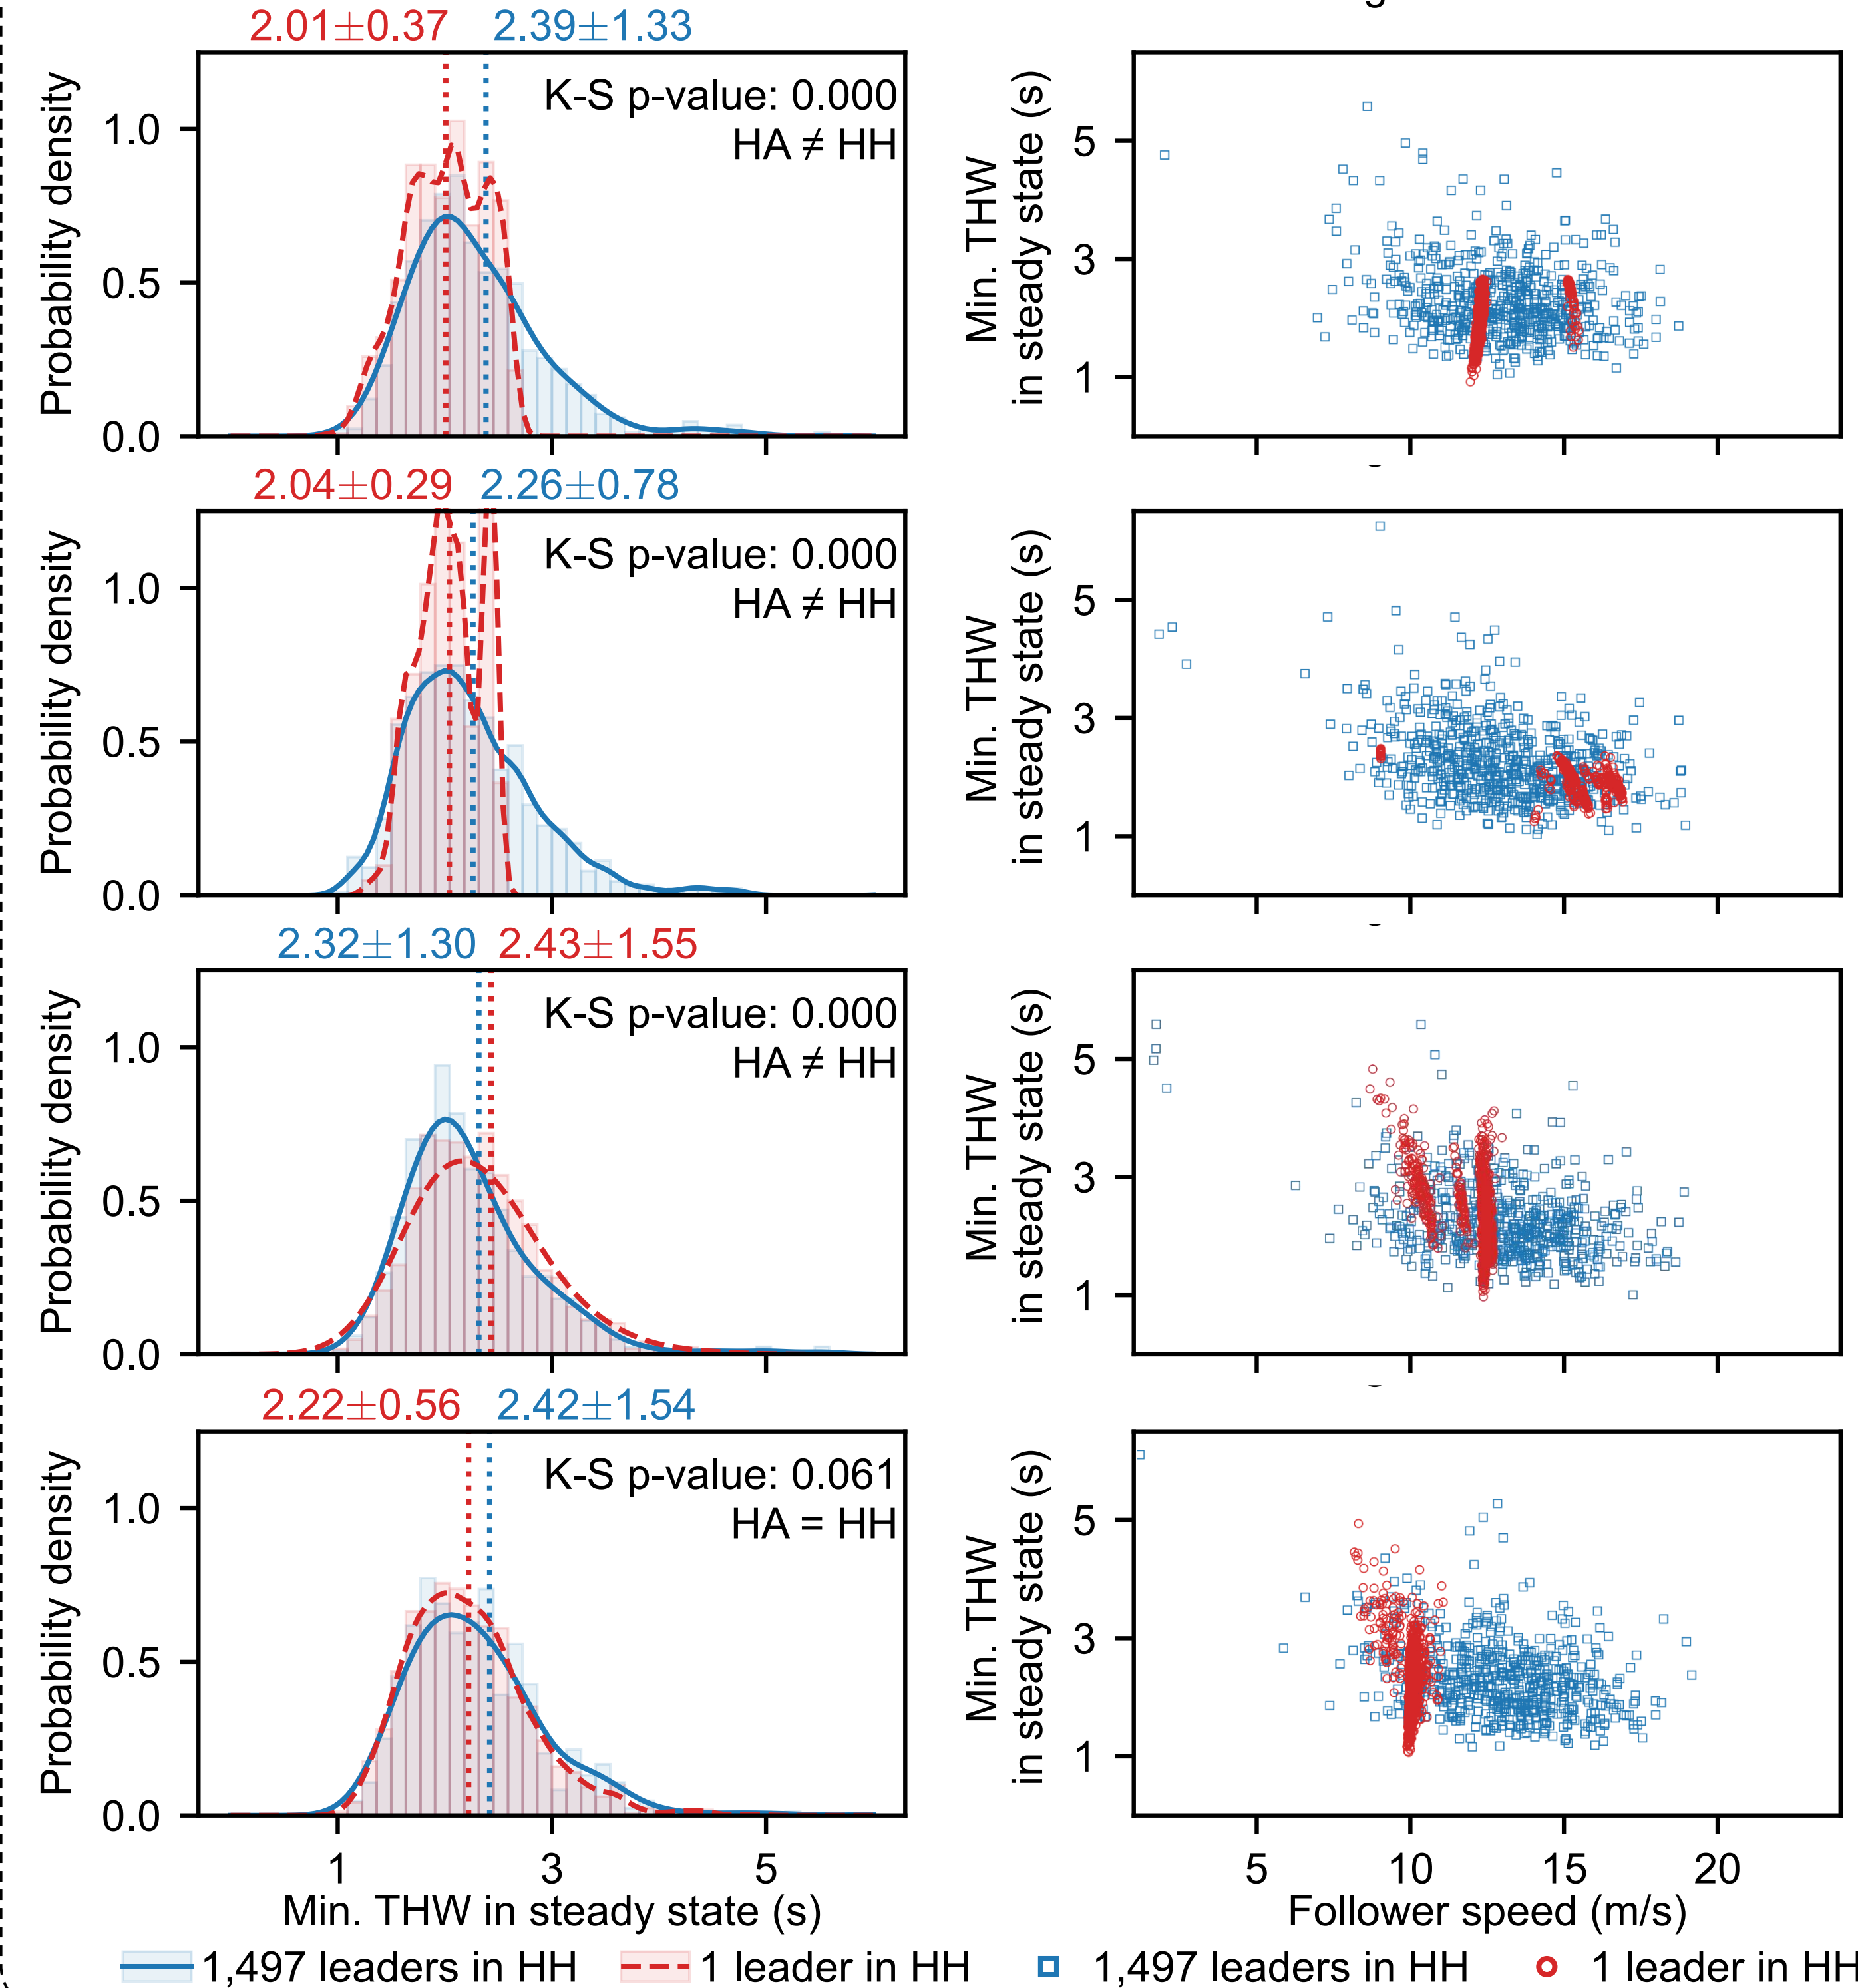 2.01±0.37 2.39±1.33
K-S p-value: 0.000
HA ≠ HH
Probability density
1.0
0.5
0.0
Min. THW
in steady state (s)
5
3
1
2.04±0.29 2.26±0.78
K-S p-value: 0.000
HA ≠ HH
Probability density
1.0
0.5
0.0
Min. THW
in steady state (s)
5
3
1
2.32±1.30 2.43±1.55
K-S p-value: 0.000
HA ≠ HH
Probability density
1.0
0.5
0.0
Min. THW
in steady state (s)
5
3
1
2.22±0.56 2.42±1.54
K-S p-value: 0.061
HA = HH
Probability density
1.0
0.5
0.0
1 3 5
Min. THW in steady state (s)
Min. THW
in steady state (s)
5
3
1
5 10 15 20
Follower speed (m/s)
1,497 leaders in HH 1 leader in HH 1,497 leaders in HH 1 leader in HH